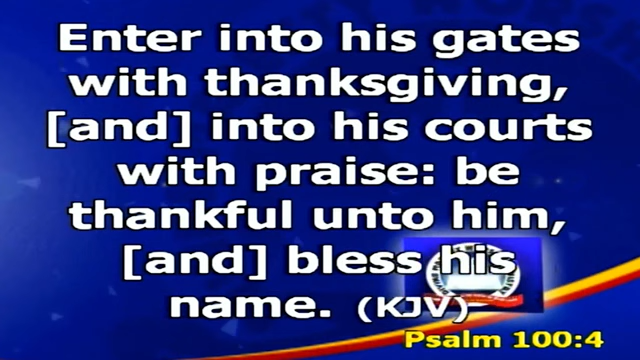 Enter into his gates
with thanksgiving,
[and] into his courts
with praise: be
thankful unto him,
[and] bless his
name. (KJV)
Psalm 100:4